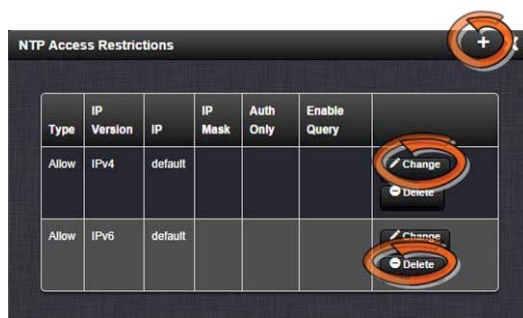 NTP Access Restrictions
+
Type IP Version IP IP Mask Auth Only Enable Query
Allow IPv4 default Change
Delete
Allow IPv6 default Change
Delete